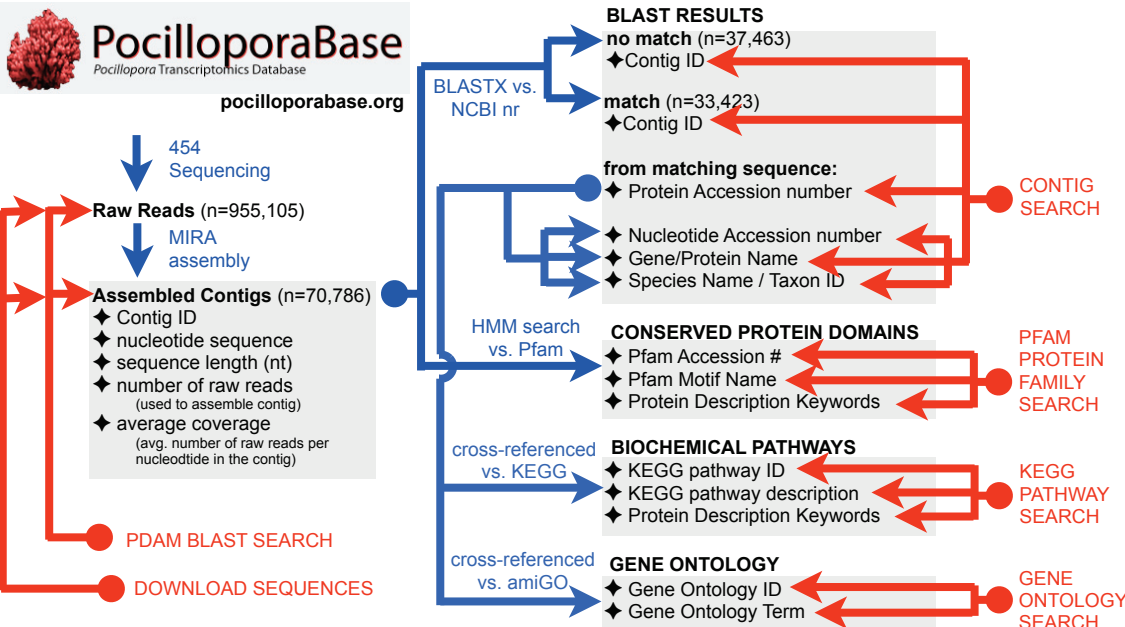 PocilloporaBase
Pocillopora Transcriptomics Database
pocilloporabase.org
454
Sequencing
Raw Reads (n=955,105)
MIRA
assembly
Assembled Contigs (n=70,786)
✦ Contig ID
✦ nucleotide sequence
✦ sequence length (nt)
✦ number of raw reads
(used to assemble contig)
✦ average coverage
(avg. number of raw reads per
nucleodtide in the contig)
PDAM BLAST SEARCH
DOWNLOAD SEQUENCES
BLASTX vs.
NCBI nr
BLAST RESULTS
no match (n=37,463)
✦Contig ID
match (n=33,423)
✦Contig ID
from matching sequence:
✦ Protein Accession number
✦ Nucleotide Accession number
✦ Gene/Protein Name
✦ Species Name / Taxon ID
CONTIG
SEARCH
HMM search
vs. Pfam
CONSERVED PROTEIN DOMAINS
✦ Pfam Accession #
✦ Pfam Motif Name
✦ Protein Description Keywords
PFAM
PROTEIN
FAMILY
SEARCH
cross-referenced
vs. KEGG
BIOCHEMICAL PATHWAYS
✦ KEGG pathway ID
✦ KEGG pathway description
✦ Protein Description Keywords
KEGG
PATHWAY
SEARCH
cross-referenced
vs. amiGO
GENE ONTOLOGY
✦ Gene Ontology ID
✦ Gene Ontology Term
GENE
ONTOLOGY
SEARCH